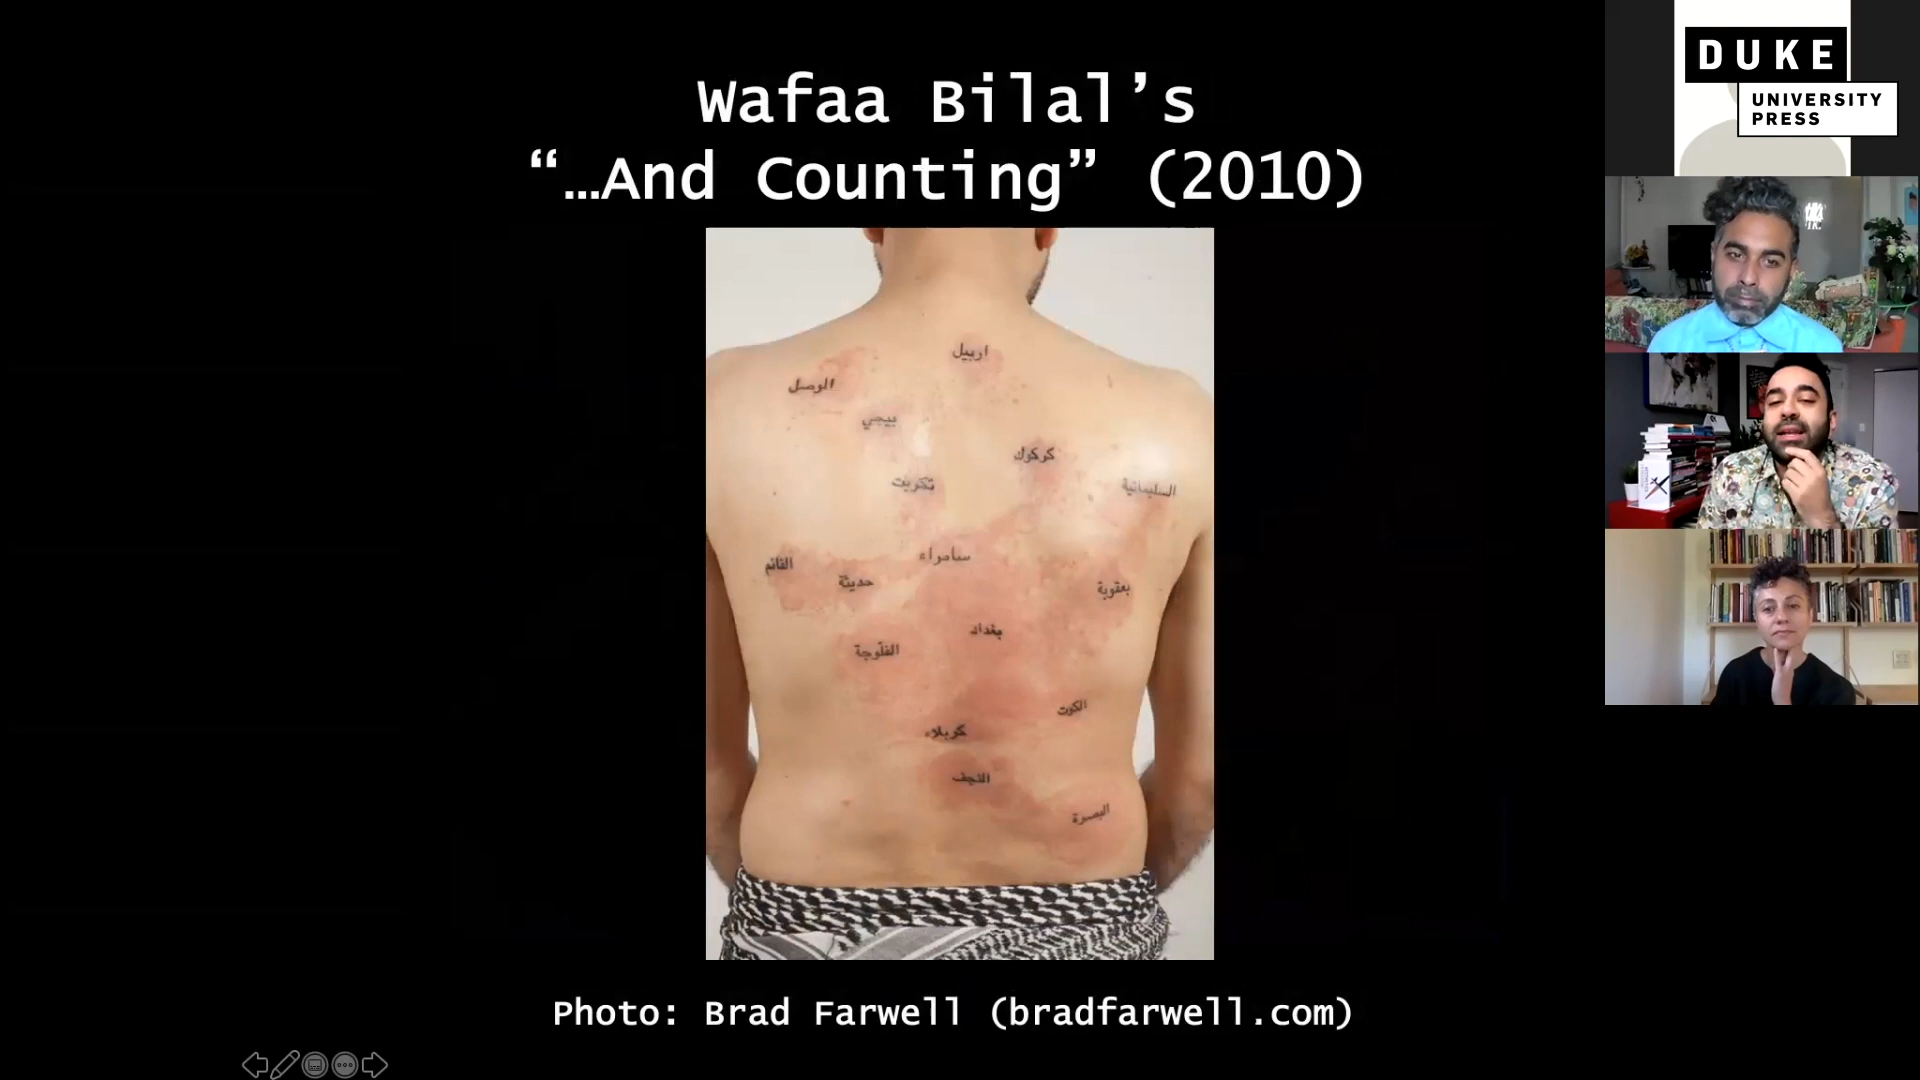 Wafaa Bilal’s
“…And Counting” (2010)
اربيل
الوصل
بيجي
كركوك
تكريت
السليمانية
سامراء
القائم
حديثة
بعقوبة
بغداد
الفلوجة
الكوت
كربلاء
النجف
البصرة
Photo: Brad Farwell (bradfarwell.com)
DUKE
UNIVERSITY
PRESS